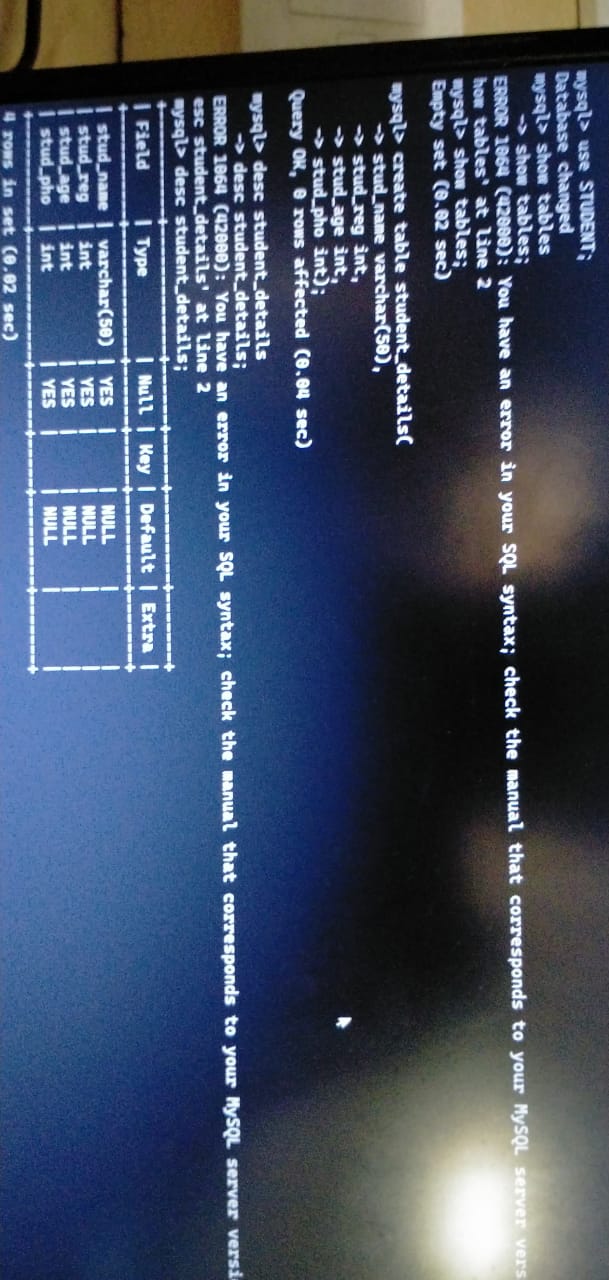 mysql> use STUDENT;
Database changed
mysql> show tables
-> show tables;
ERROR 1064 (42000): You have an error in your SQL syntax; check the manual that corresponds to your MySQL server vers
how tables' at line 2
mysql> show tables;
Empty set (0.02 sec)
mysql> create table student_details(
-> stud_name varchar(50),
-> stud_reg int,
-> stud_age int,
-> stud_pho int);
Query OK, 0 rows affected (0.04 sec)
mysql> desc student_details
-> desc student_details;
ERROR 1064 (42000): You have an error in your SQL syntax; check the manual that corresponds to your MySQL server versi
esc student_details' at line 2
mysql> desc student_details;
+-----------+-------------+------+-----+---------+-------+
| Field | Type | Null | Key | Default | Extra |
+-----------+-------------+------+-----+---------+-------+
| stud_name | varchar(50) | YES | | NULL | |
| stud_reg | int | YES | | NULL | |
| stud_age | int | YES | | NULL | |
| stud_pho | int | YES | | NULL | |
+-----------+-------------+------+-----+---------+-------+
4 rows in set (0.02 sec)